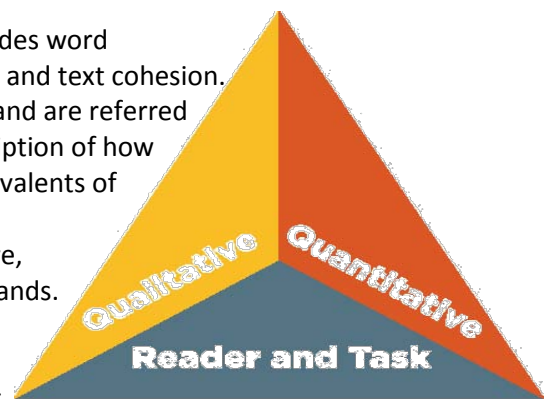 des word
and text cohesion.
and are referred
ption of how
valents of
e,
ands.
.
Qualitative
Quantitative
Reader and Task